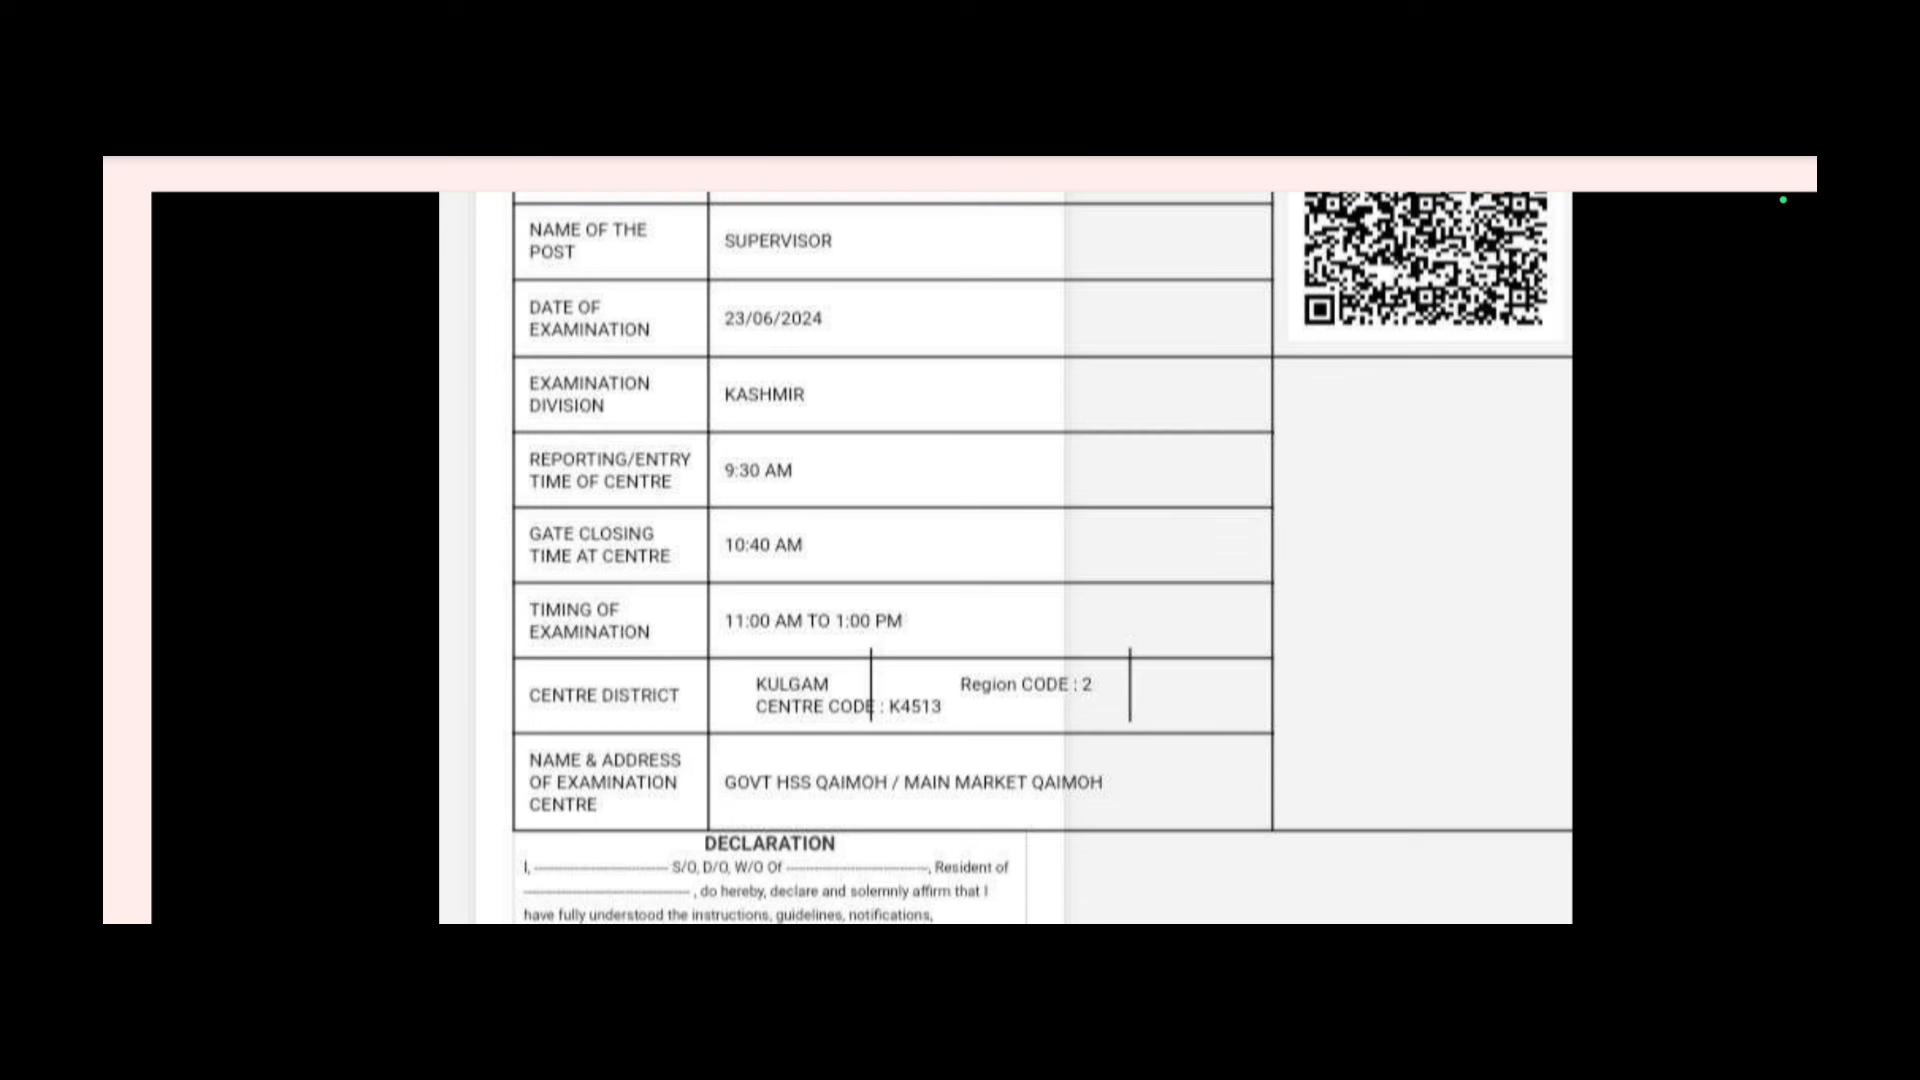 NAME OF THE
POST
SUPERVISOR
DATE OF
EXAMINATION
23/06/2024
EXAMINATION
DIVISION
KASHMIR
REPORTING/ENTRY
TIME OF CENTRE
9:30 AM
GATE CLOSING
TIME AT CENTRE
10:40 AM
TIMING OF
EXAMINATION
11:00 AM TO 1:00 PM
CENTRE DISTRICT
KULGAM Region CODE : 2
CENTRE CODE : K4513
NAME & ADDRESS
OF EXAMINATION
CENTRE
GOVT HSS QAIMOH / MAIN MARKET QAIMOH
DECLARATION
I, ------------------------------ S/O, D/O, W/O Of --------------------------------, Resident of
-------------------------------------- , do hereby, declare and solemnly affirm that I
have fully understood the instructions, guidelines, notifications,